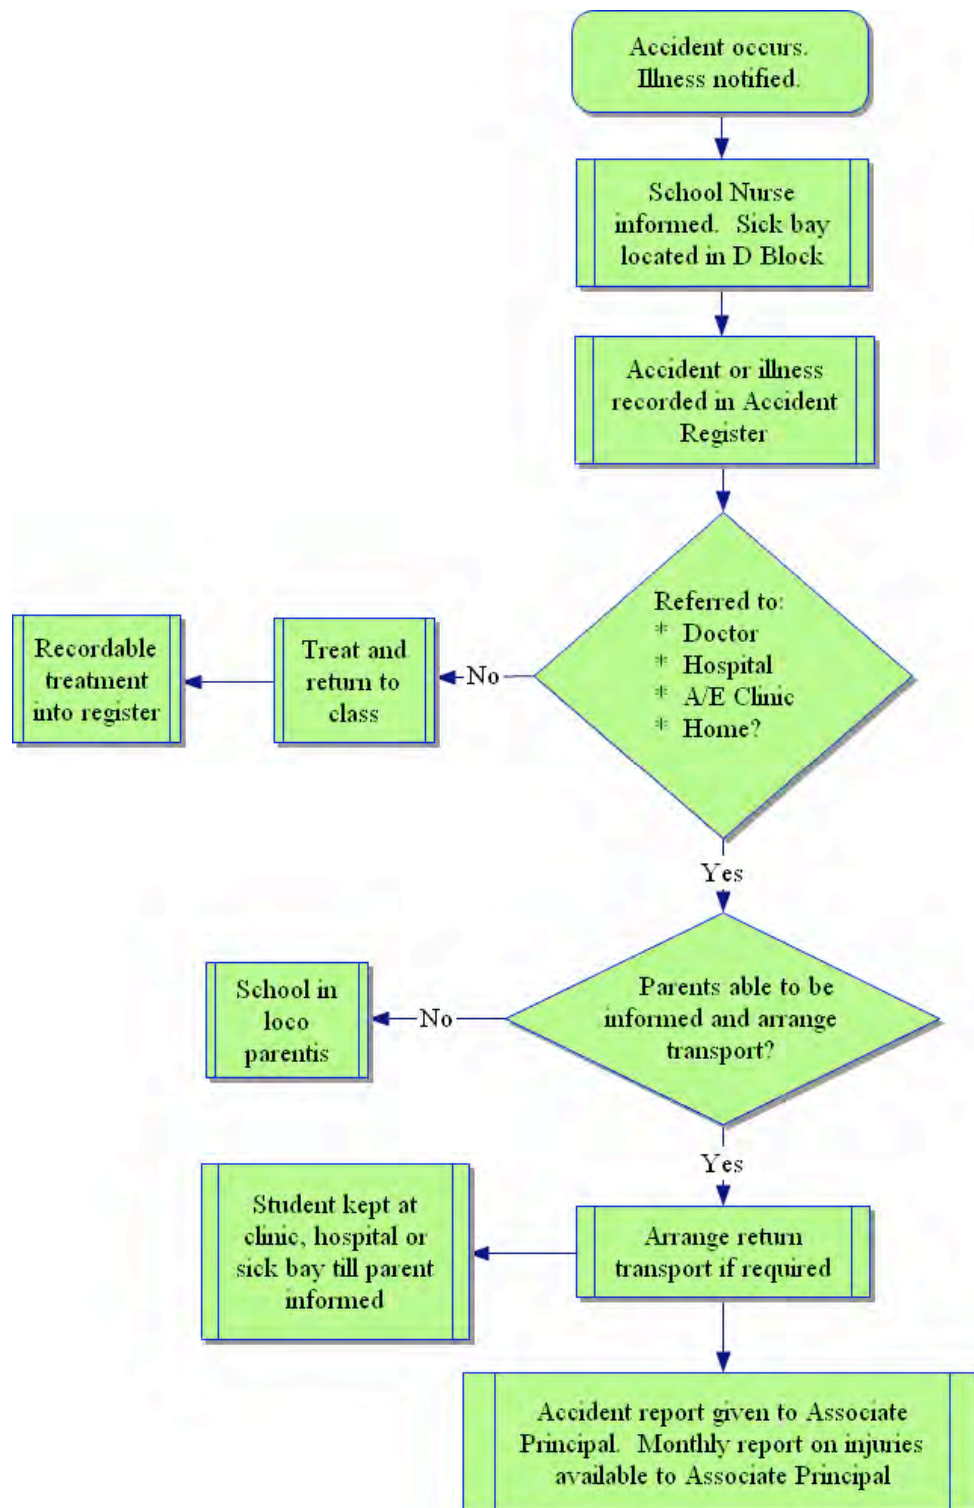 Accident occurs.
Illness notified.
School Nurse
informed. Sick bay
located in D Block
Accident or illness
recorded in Accident
Register
Referred to:
* Doctor
* Hospital
* A/E Clinic
* Home?
No
Treat and
return to
class
Recordable
treatment
into register
Yes
Parents able to be
informed and arrange
transport?
No
School in
loco
parentis
Yes
Arrange return
transport if required
Student kept at
clinic, hospital or
sick bay till parent
informed
Accident report given to Associate
Principal. Monthly report on injuries
available to Associate Principal